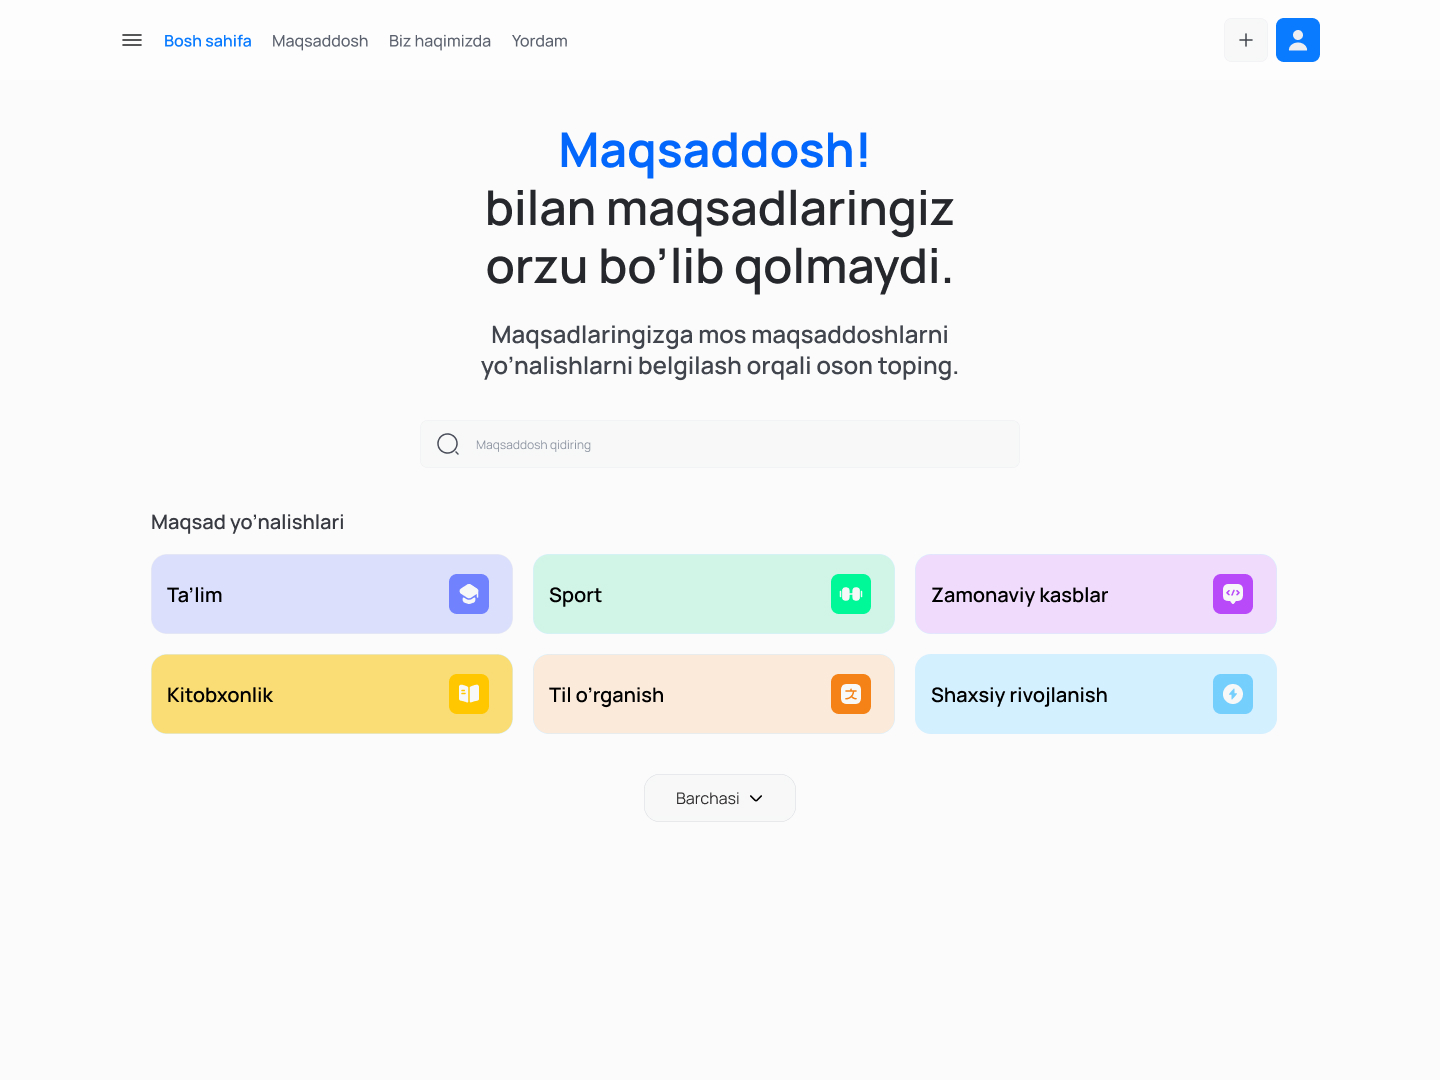 Bosh sahifa Maqsaddosh Biz haqimizda Yordam
Maqsaddosh!
bilan maqsadlaringiz
orzu bo’lib qolmaydi.
Maqsadlaringizga mos maqsaddoshlarni
yo’nalishlarni belgilash orqali oson toping.
Maqsaddosh qidiring
Maqsad yo’nalishlari
Ta’lim
Sport
Zamonaviy kasblar
Kitobxonlik
Til o’rganish
Shaxsiy rivojlanish
Barchasi